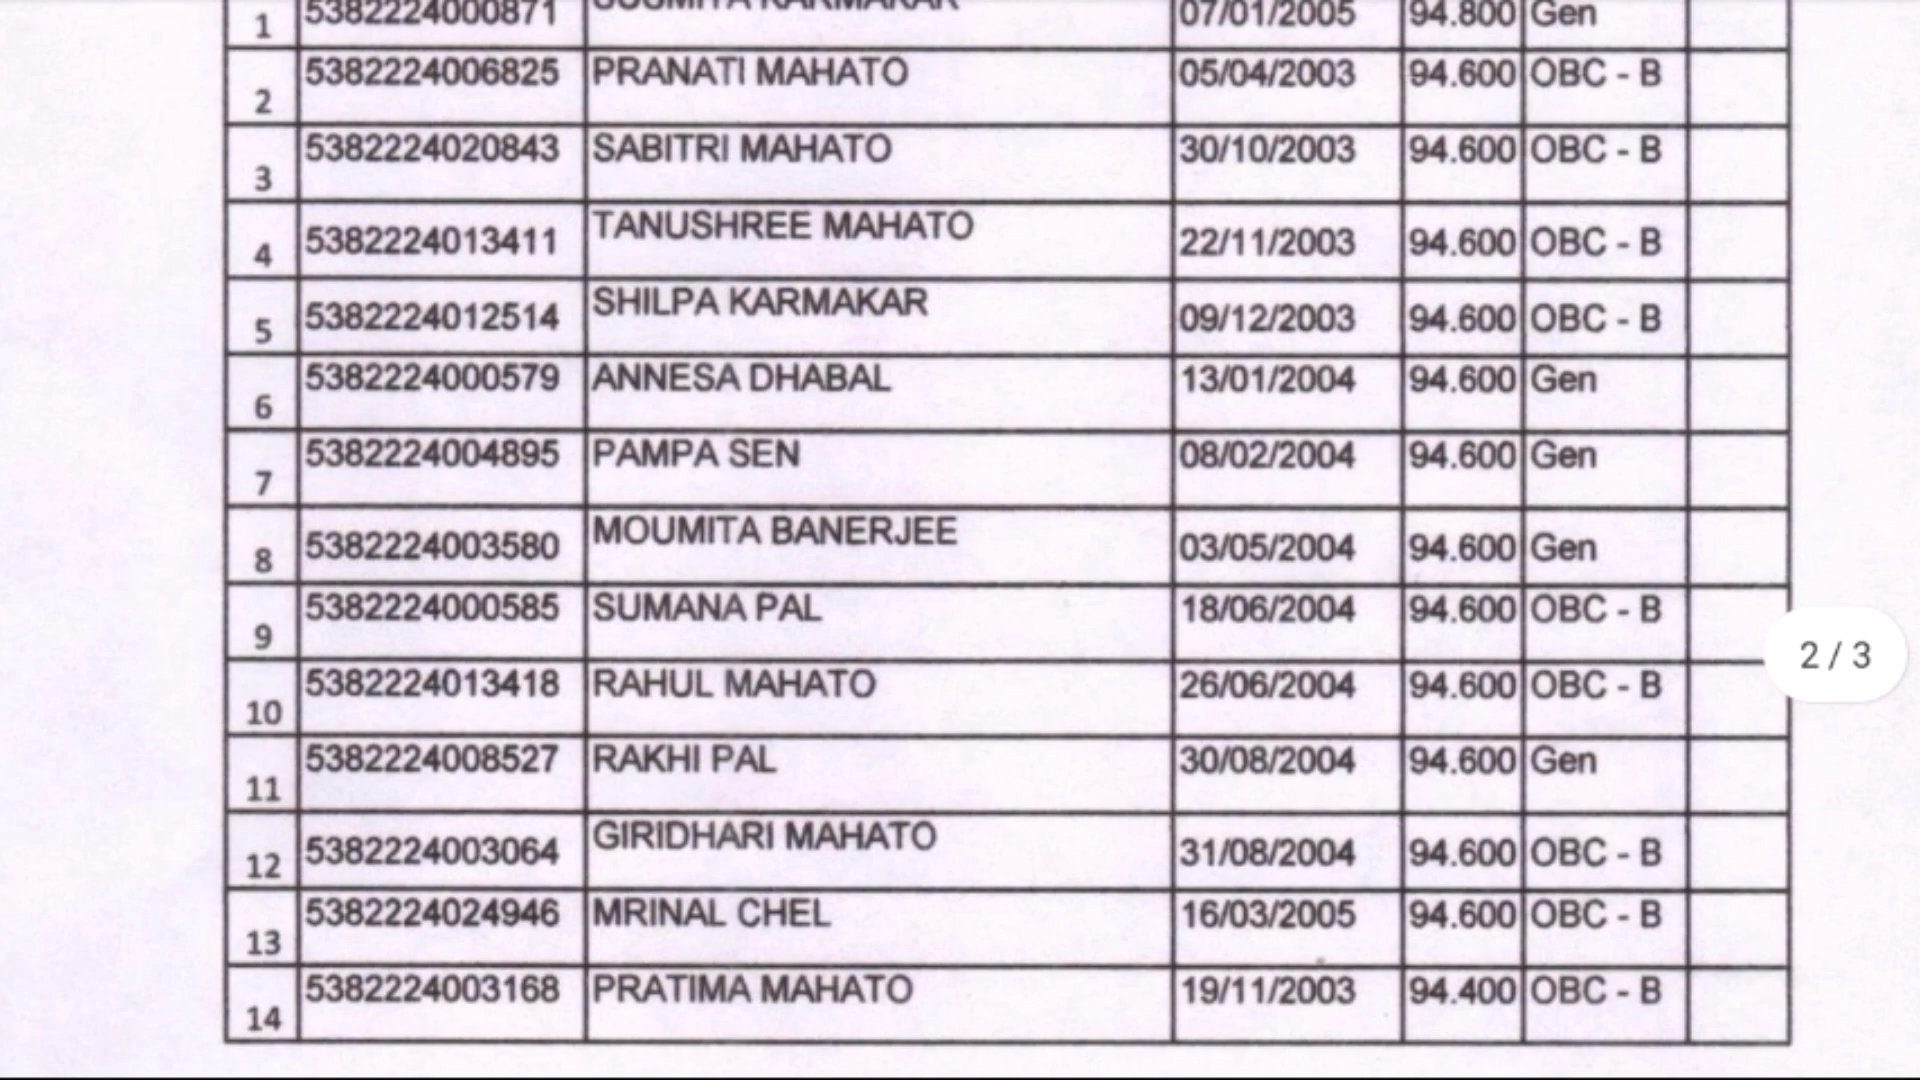 1 5382224000871 SUSMITA KARMAKAR 07/01/2005 94.800 Gen
2 5382224006825 PRANATI MAHATO 05/04/2003 94.600 OBC - B
3 5382224020843 SABITRI MAHATO 30/10/2003 94.600 OBC - B
4 5382224013411 TANUSHREE MAHATO 22/11/2003 94.600 OBC - B
5 5382224012514 SHILPA KARMAKAR 09/12/2003 94.600 OBC - B
6 5382224000579 ANNESA DHABAL 13/01/2004 94.600 Gen
7 5382224004895 PAMPA SEN 08/02/2004 94.600 Gen
8 5382224003580 MOUMITA BANERJEE 03/05/2004 94.600 Gen
9 5382224000585 SUMANA PAL 18/06/2004 94.600 OBC - B
10 5382224013418 RAHUL MAHATO 26/06/2004 94.600 OBC - B
11 5382224008527 RAKHI PAL 30/08/2004 94.600 Gen
12 5382224003064 GIRIDHARI MAHATO 31/08/2004 94.600 OBC - B
13 5382224024946 MRINAL CHEL 16/03/2005 94.600 OBC - B
14 5382224003168 PRATIMA MAHATO 19/11/2003 94.400 OBC - B
2 / 3